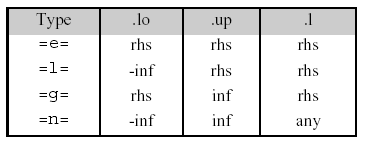 Type .lo .up .l
=e= rhs rhs rhs
=l= -inf rhs rhs
=g= rhs inf rhs
=n= -inf inf any